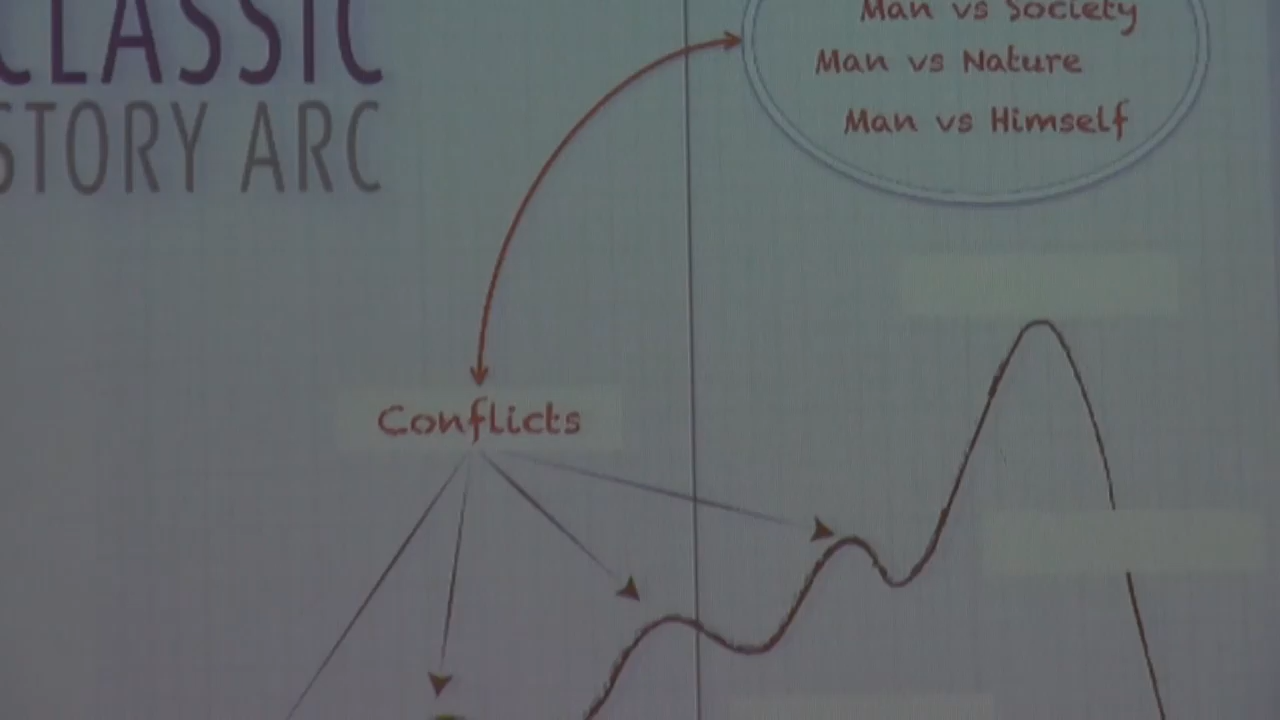 CLASSIC
STORY ARC
Man vs Society
Man vs Nature
Man vs Himself
Conflicts